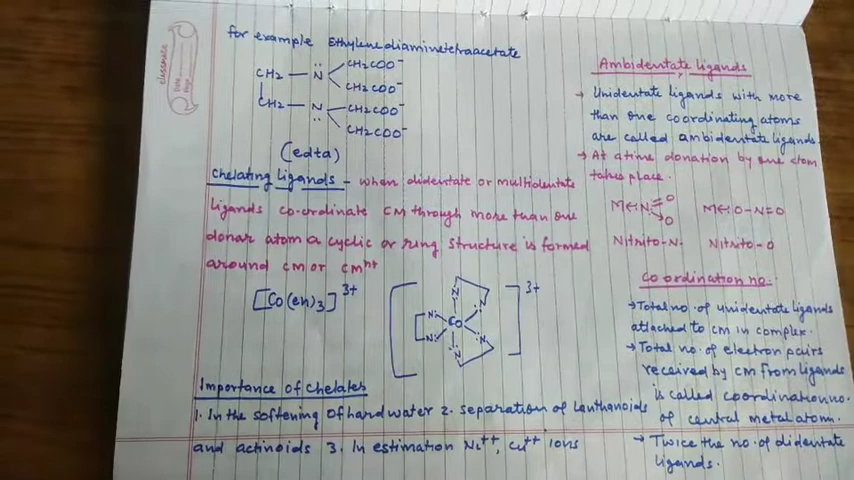 classmate
Date
Page
for example Ethylenediaminetetraacetate
CH2 — N̈ CH2COO⁻
CH2COO⁻
CH2 — N̈ CH2COO⁻
CH2COO⁻
(edta)
Chelating Ligands – when didentate or multidentate
ligands co-ordinate CM through more than one
donar atom a cyclic or ring structure is formed
around CM or CMⁿ⁺
[Co(en)3]³⁺
[N: N: Co N N N N]³⁺
Importance of Chelates
1. In the softening of hard water 2. separation of Lanthanoids
and actinoids 3. In estimation Ni⁺⁺, Cu⁺⁺ ions
Ambidentate ligands
→ Unidentate ligands with more
than one coordinating atoms
are called ambidentate ligands
→ At a time donation by one atom
takes place.
M←:N=O →O M←:O–N=O
Nitrito-N- Nitrito-O
Coordination no:-
→ Total no. of unidentate ligands
attached to CM in complex.
→ Total no. of electron pairs
received by CM from ligands
is called coordination no.
of central metal atom.
→ Twice the no. of didentate
ligands.